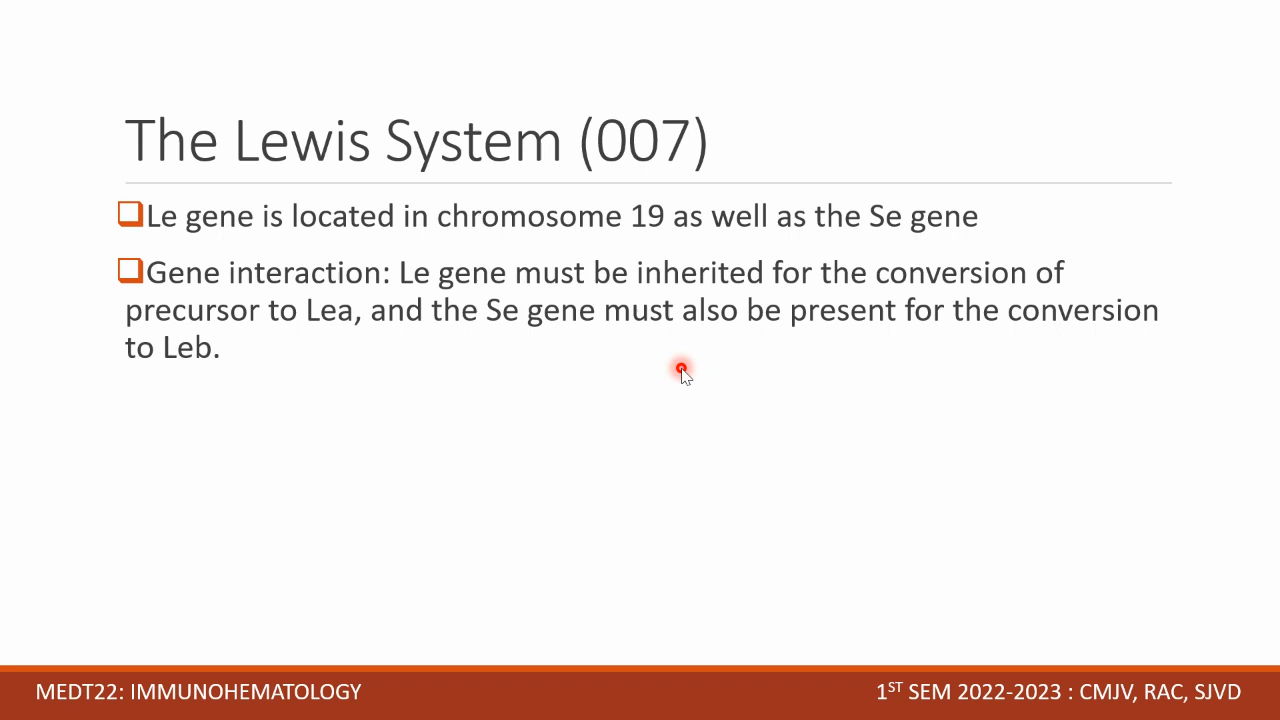 The Lewis System (007)
Le gene is located in chromosome 19 as well as the Se gene
Gene interaction: Le gene must be inherited for the conversion of
precursor to Lea, and the Se gene must also be present for the conversion
to Leb.
MEDT22: IMMUNOHEMATOLOGY
1ST SEM 2022-2023 : CMJV, RAC, SJVD